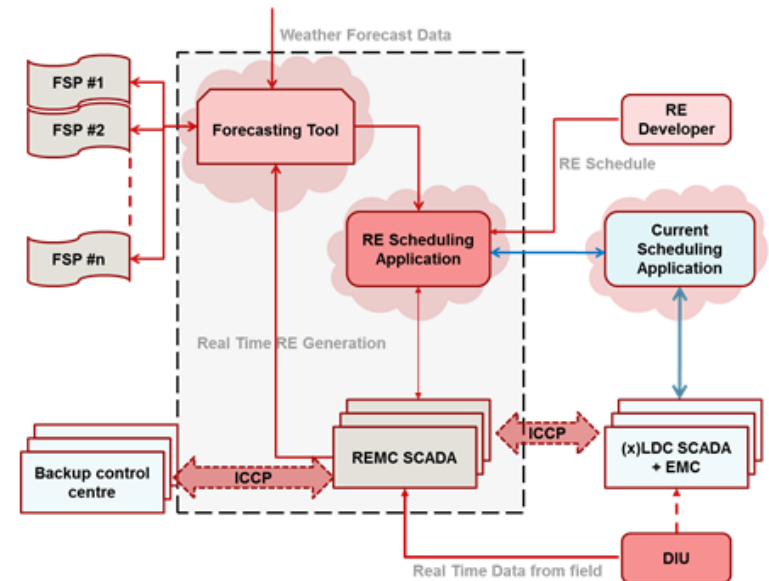 Weather Forecast Data
FSP #1
FSP #2
FSP #n
Forecasting Tool
RE
Developer
RE Schedule
RE Scheduling
Application
Current
Scheduling
Application
Real Time RE Generation
ICCP
REMC SCADA
(x)LDC SCADA
+ EMC
Backup control
centre
ICCP
DIU
Real Time Data from field